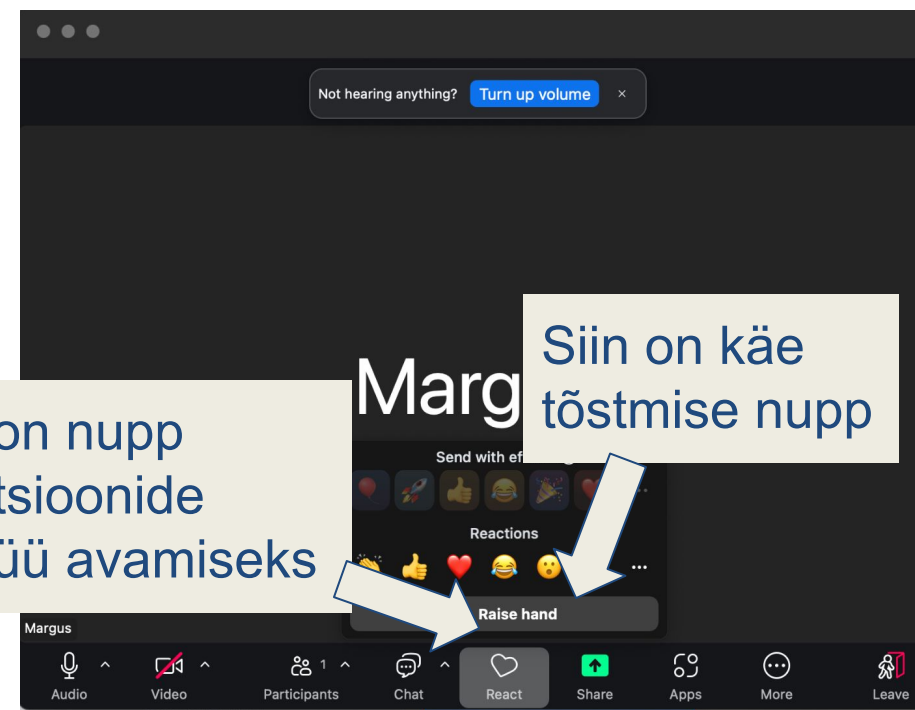 Not hearing anything? Turn up volume ×
Siin on käe
tõstmise nupp
Marg
on nupp
tsioonide
üü avamiseks
Send with ef
Reactions
Raise hand
Margus
Audio
Video
1
Participants
Chat
React
Share
Apps
More
Leave